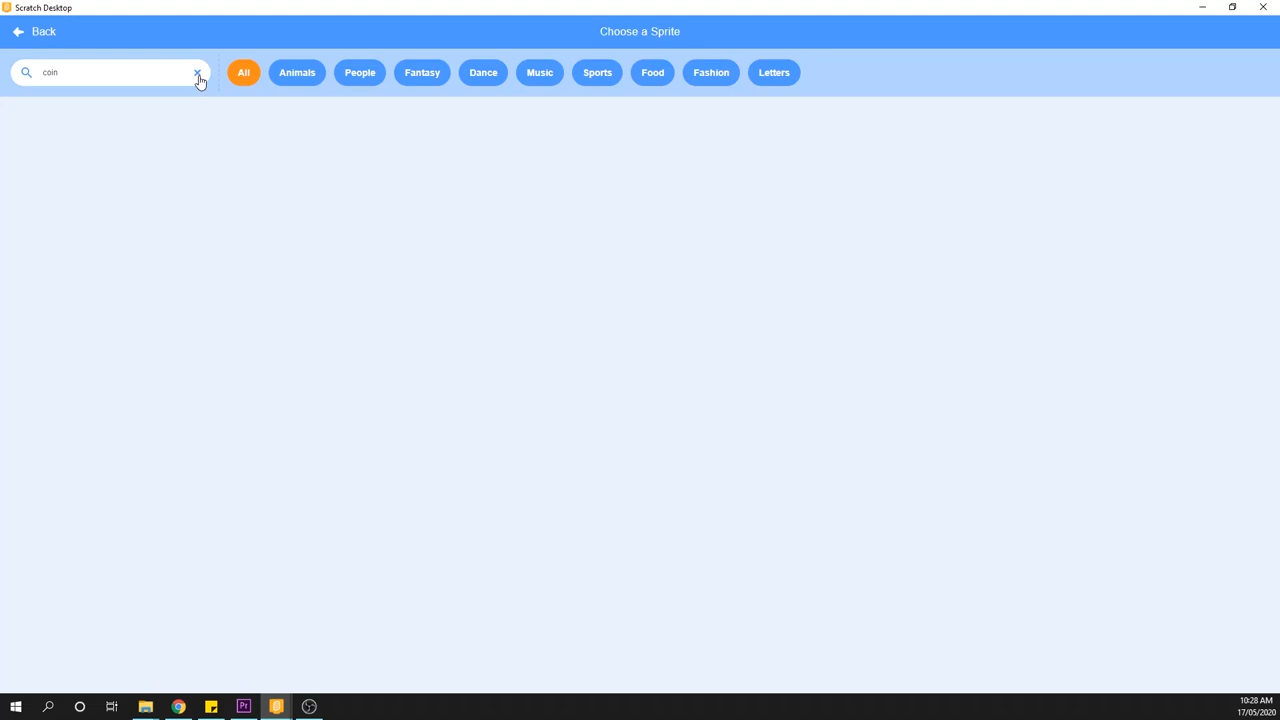 Scratch Desktop
Back
Choose a Sprite
coin
All
Animals
People
Fantasy
Dance
Music
Sports
Food
Fashion
Letters
Pr
10:28 AM
17/05/2020